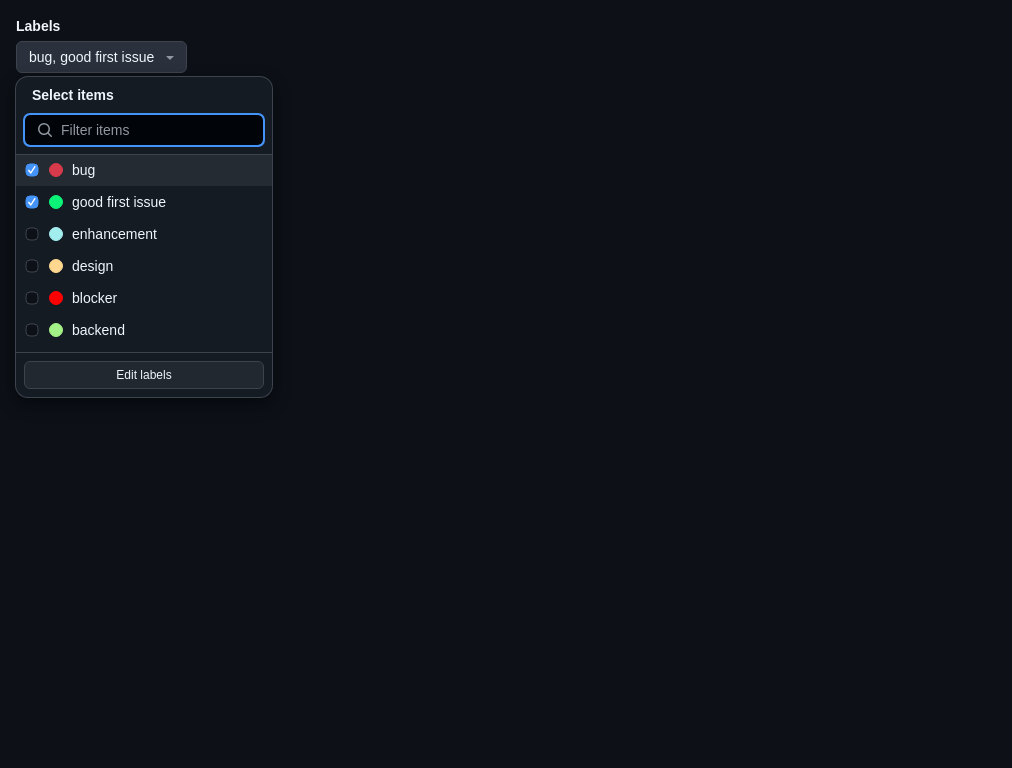 Labels
bug, good first issue
Select items
Filter items
bug
good first issue
enhancement
design
blocker
backend
Edit labels